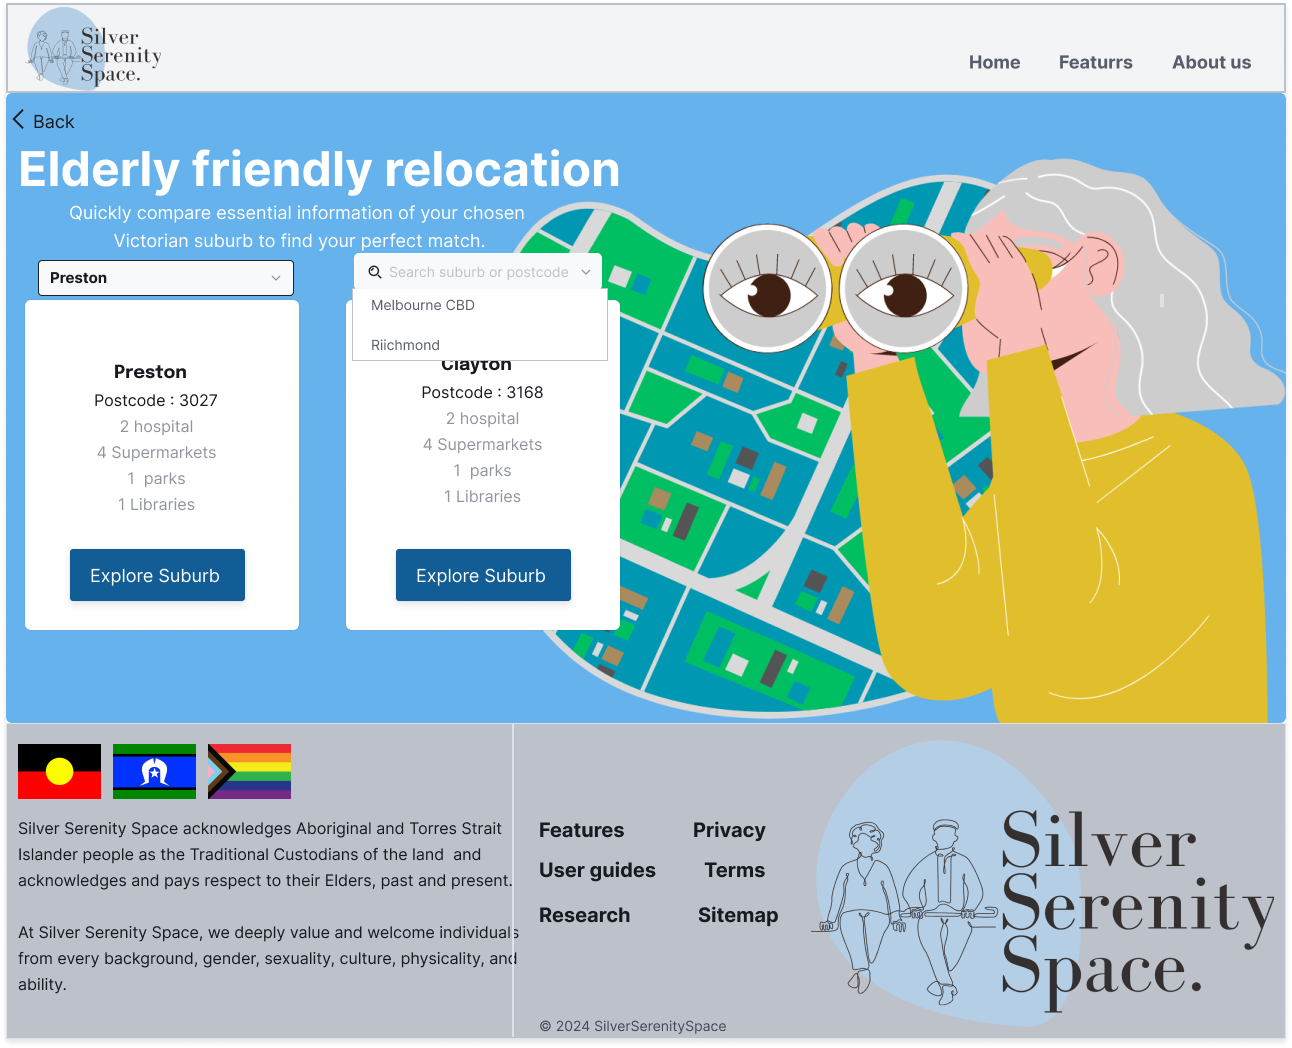 Silver
Serenity
Space.
Home
Featurrs
About us
Back
Elderly friendly relocation
Quickly compare essential information of your chosen
Victorian suburb to find your perfect match.
Preston
Search suburb or postcode
Melbourne CBD
Riichmond
Preston
Postcode : 3027
2 hospital
4 Supermarkets
1 parks
1 Libraries
Explore Suburb
Clayton
Postcode : 3168
2 hospital
4 Supermarkets
1 parks
1 Libraries
Explore Suburb
Silver Serenity Space acknowledges Aboriginal and Torres Strait
Islander people as the Traditional Custodians of the land and
acknowledges and pays respect to their Elders, past and present.
At Silver Serenity Space, we deeply value and welcome individuals
from every background, gender, sexuality, culture, physicality, and
ability.
Features
Privacy
User guides
Terms
Research
Sitemap
© 2024 SilverSerenitySpace
Silver
Serenity
Space.